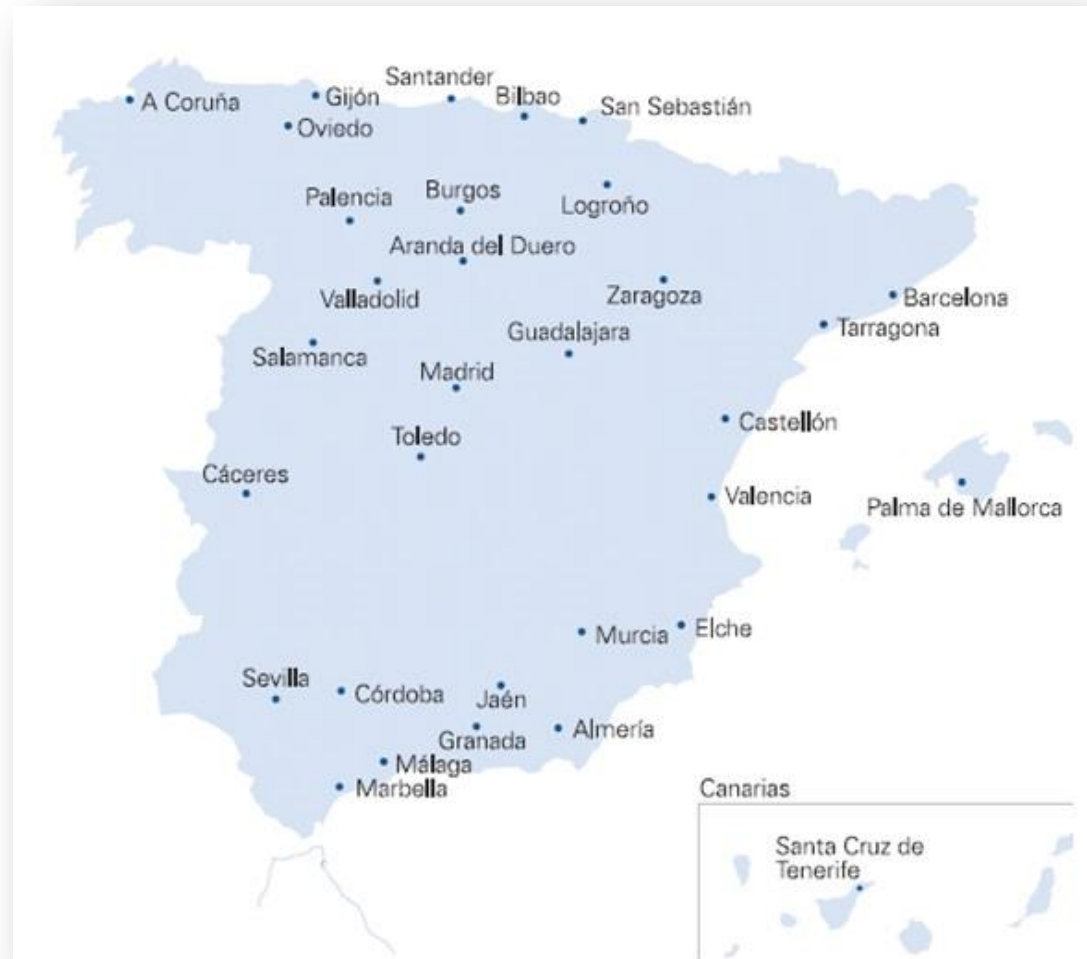 Santander
Bilbao
A Coruña
Gijón
San Sebastián
Oviedo
Palencia
Burgos
Logroño
Aranda del Duero
Valladolid
Zaragoza
Barcelona
Guadalajara
Tarragona
Salamanca
Madrid
Castellón
Toledo
Cáceres
Valencia
Palma de Mallorca
Murcia
Elche
Sevilla
Córdoba
Jaén
Granada
Almería
Málaga
Marbella
Canarias
Santa Cruz de
Tenerife